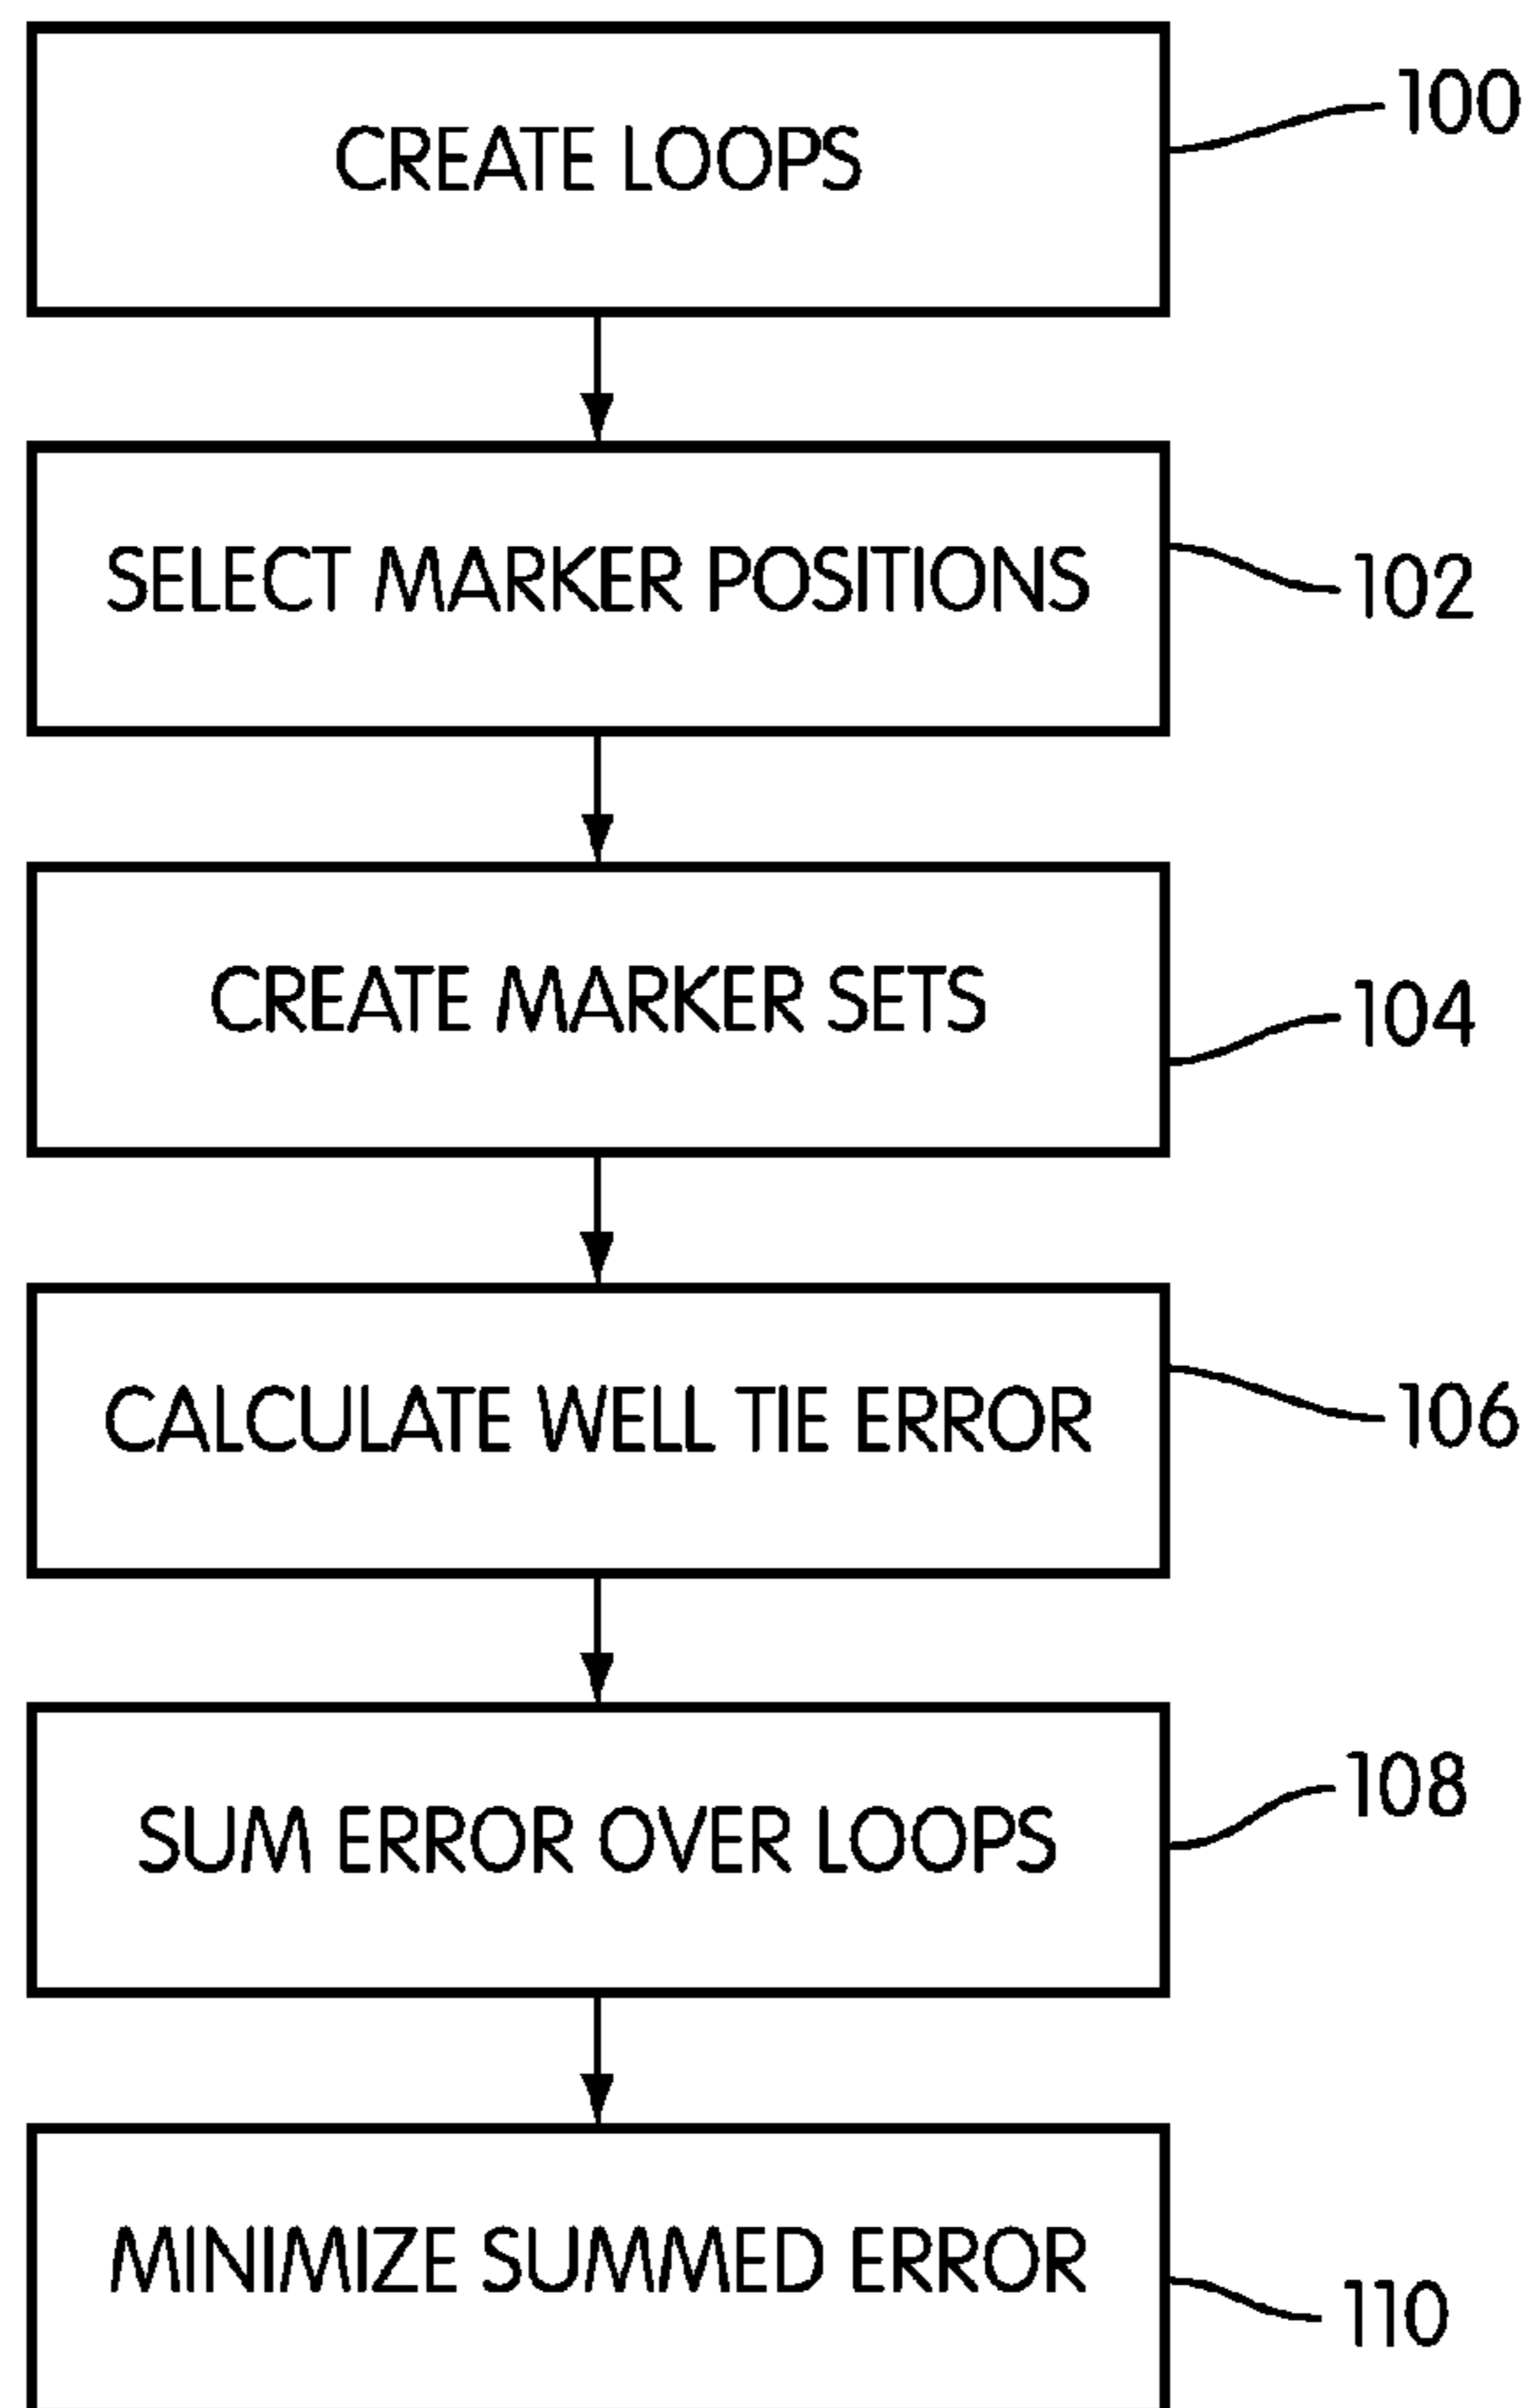 CREATE LOOPS
100
SELECT MARKER POSITIONS
102
CREATE MARKER SETS
104
CALCULATE WELL TIE ERROR
106
SUM ERROR OVER LOOPS
108
MINIMIZE SUMMED ERROR
110